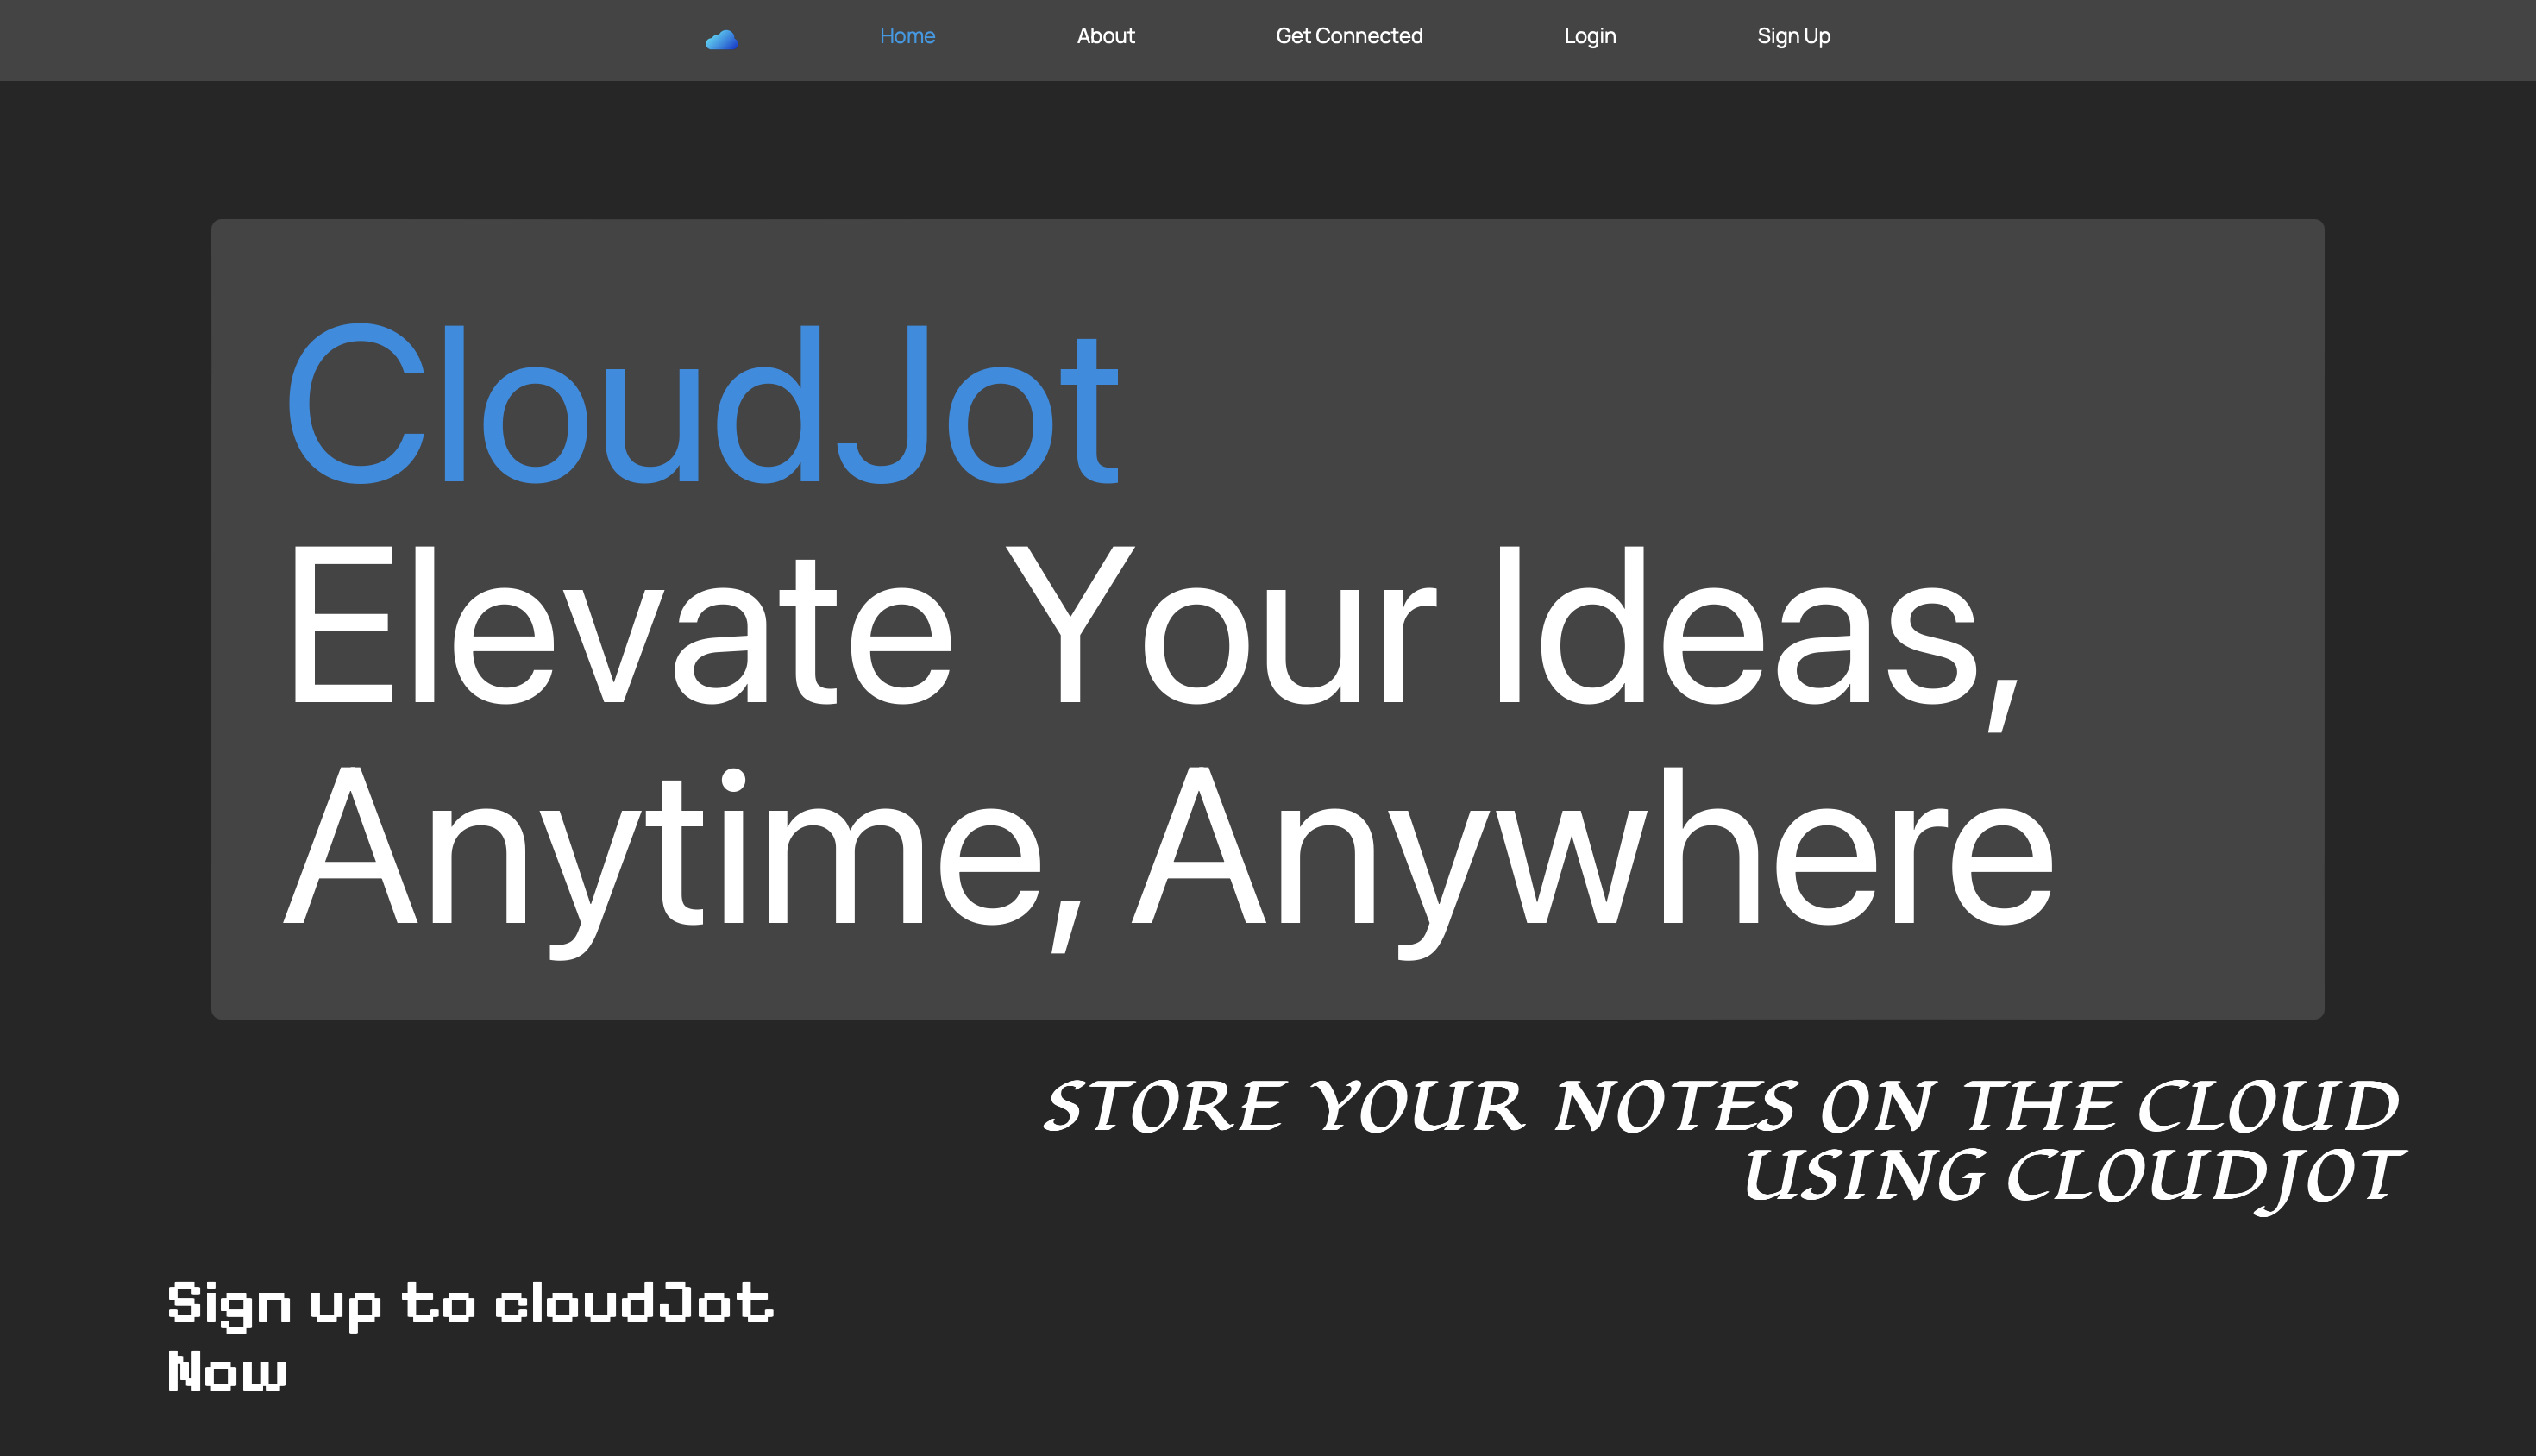 Home About Get Connected Login Sign Up
CloudJot
Elevate Your Ideas,
Anytime, Anywhere
STORE YOUR NOTES ON THE CLOUD
USING CLOUDJOT
Sign up to cloudJot
Now